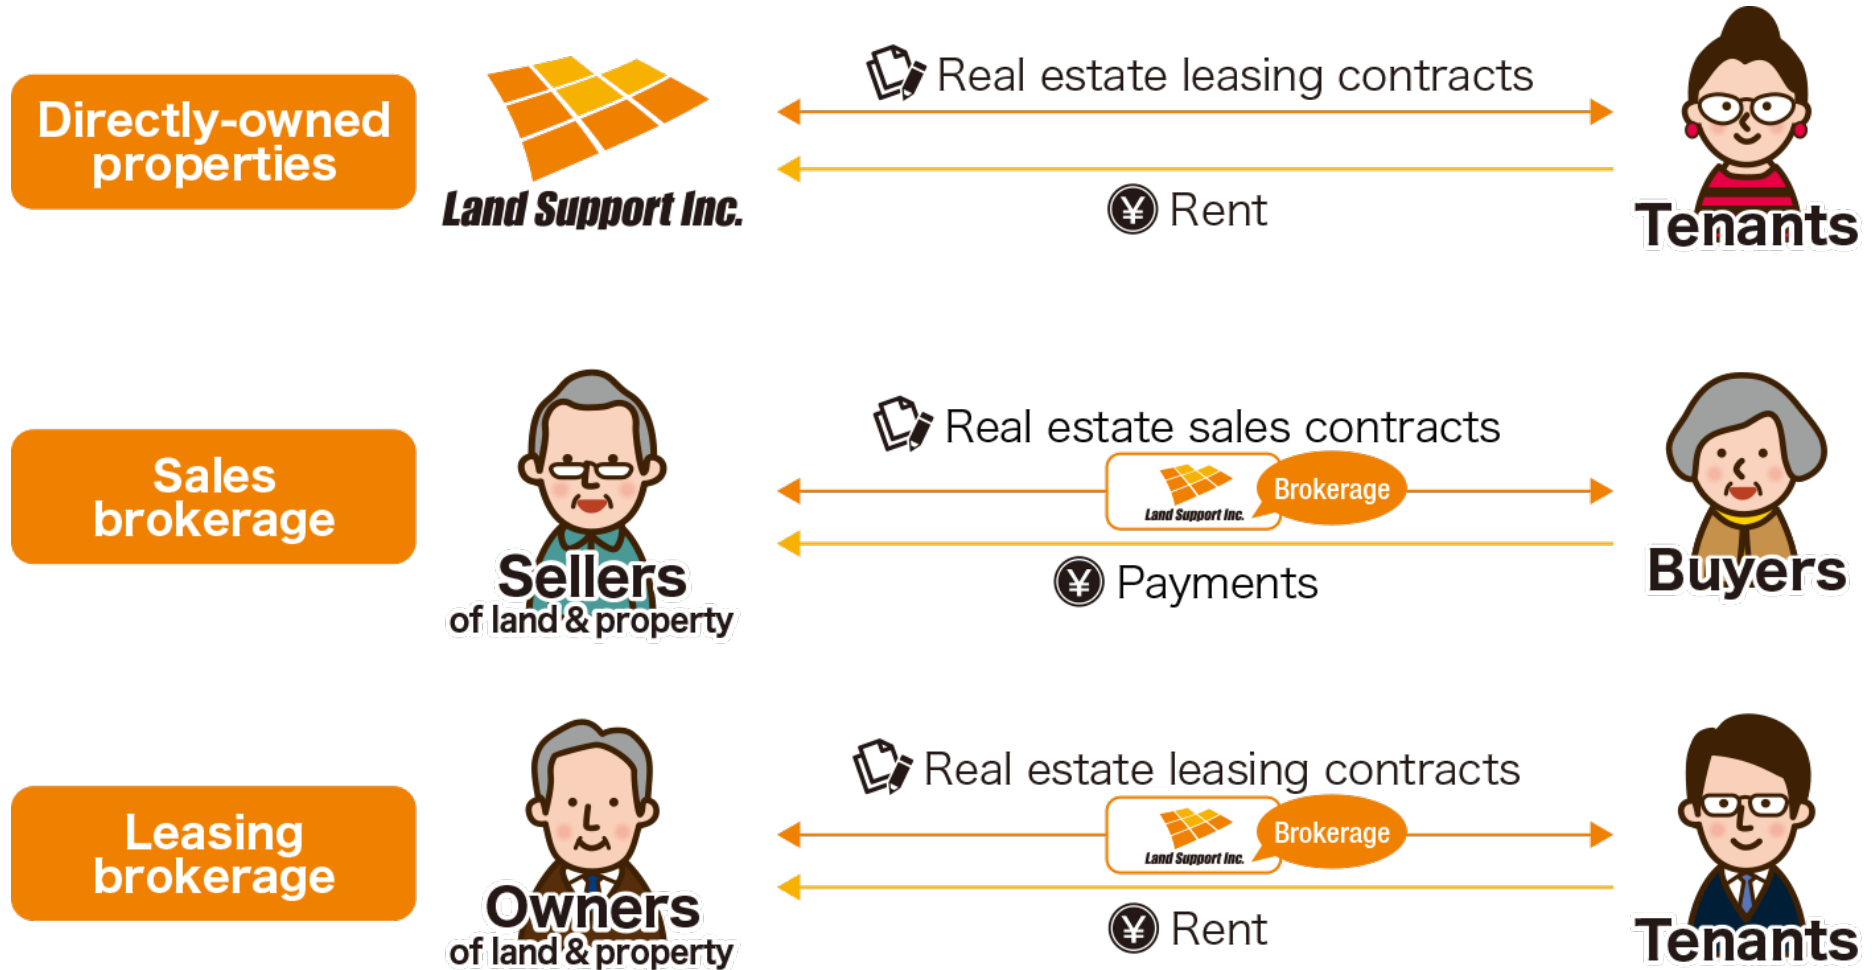 Directly-owned
properties
Land Support Inc.
Real estate leasing contracts
¥ Rent
Tenants
Sales
brokerage
Sellers
of land & property
Real estate sales contracts
Land Support Inc.
Brokerage
¥ Payments
Buyers
Leasing
brokerage
Owners
of land & property
Real estate leasing contracts
Land Support Inc.
Brokerage
¥ Rent
Tenants